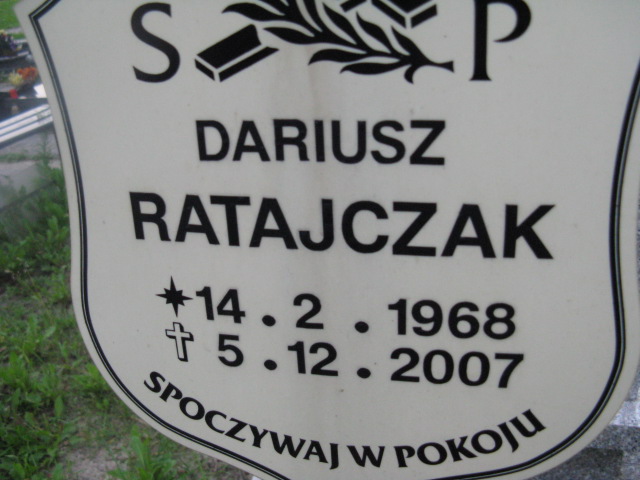 S P
DARIUSZ
RATAJCZAK
14.2.1968
5.12.2007
SPOCZYWAJ W POKOJU